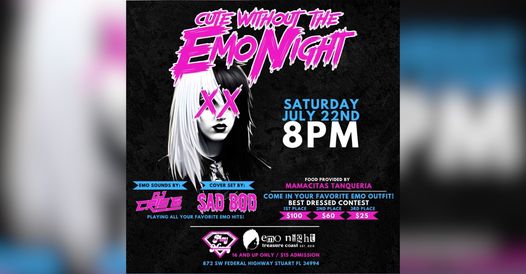 CUTE WITHOUT THE
EMO NIGHT
XX
SATURDAY
JULY 22ND
8PM
EMO SOUNDS BY:
COVER SET BY:
SAD BOD
PLAYING ALL YOUR FAVORITE EMO HITS!
FOOD PROVIDED BY
MAMACITAS TANQUERIA
COME IN YOUR FAVORITE EMO OUTFIT!
BEST DRESSED CONTEST
1ST PLACE 2ND PLACE 3RD PLACE
$100 $60 $25
emo night
treasure coast
16 AND UP ONLY / $15 ADMISSION
872 SW FEDERAL HIGHWAY STUART FL 34994